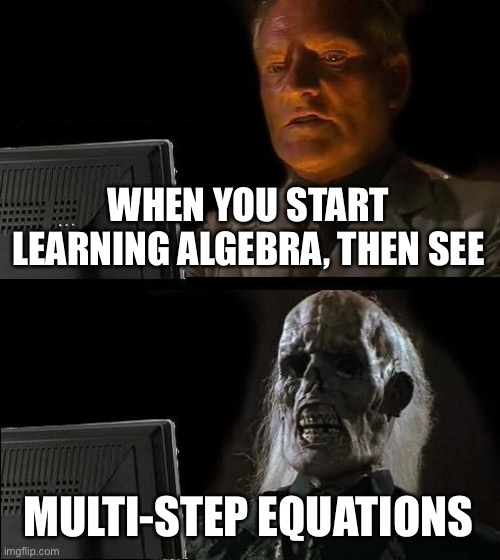 WHEN YOU START
LEARNING ALGEBRA, THEN SEE
MULTI-STEP EQUATIONS
imgflip.com